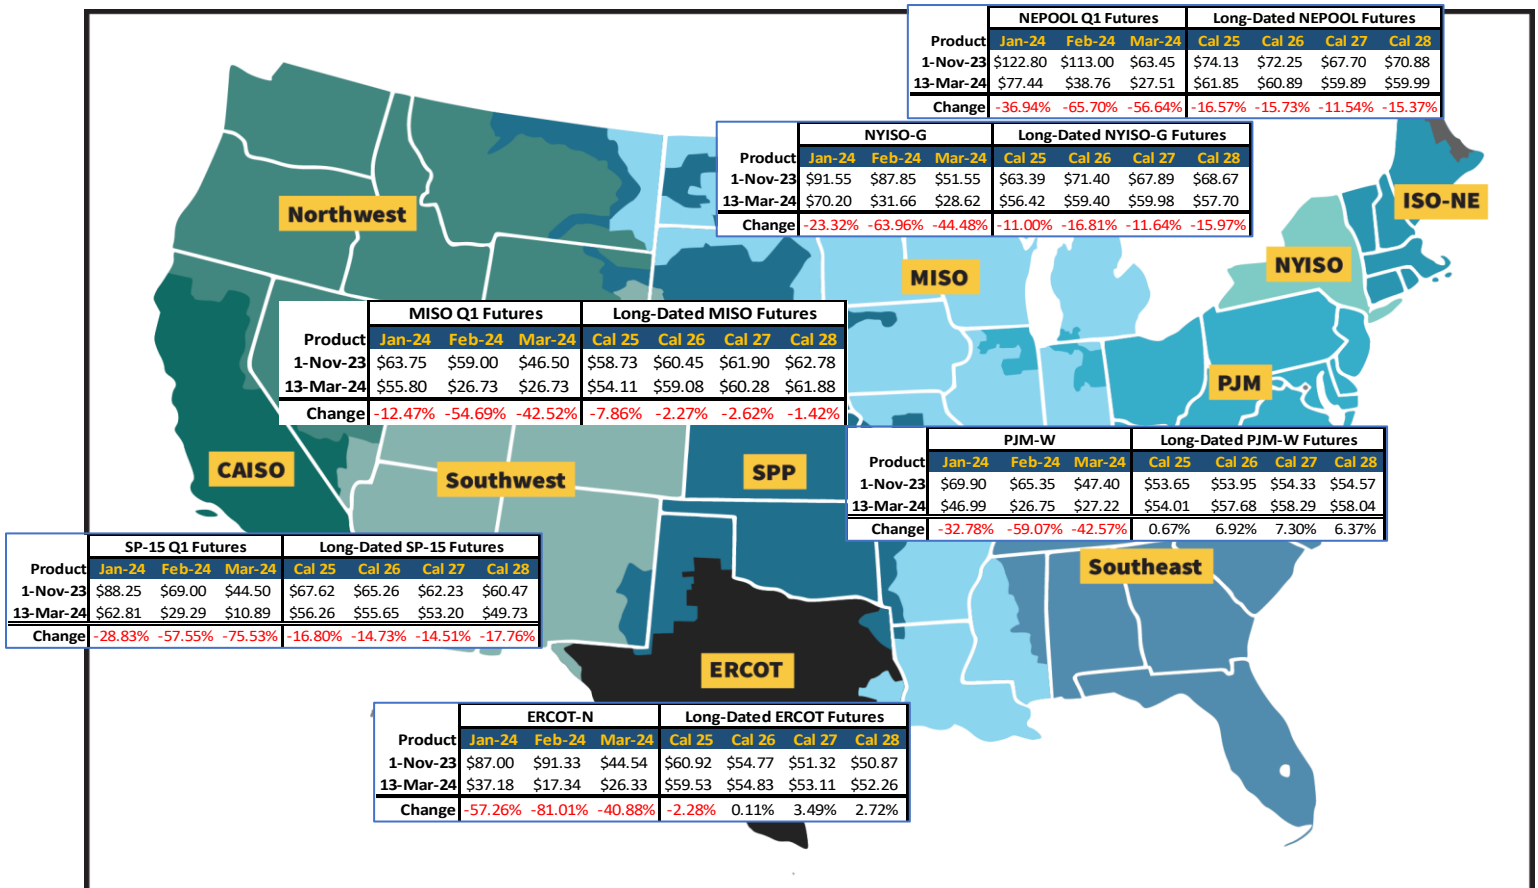 NEPOOL Q1 Futures Long-Dated NEPOOL Futures
Product Jan-24 Feb-24 Mar-24 Cal 25 Cal 26 Cal 27 Cal 28
1-Nov-23 $122.80 $113.00 $63.45 $74.13 $72.25 $67.70 $70.88
13-Mar-24 $77.44 $38.76 $27.51 $61.85 $60.89 $59.89 $59.99
Change -36.94% -65.70% -56.64% -16.57% -15.73% -11.54% -15.37%
NYISO-G Long-Dated NYISO-G Futures
Product Jan-24 Feb-24 Mar-24 Cal 25 Cal 26 Cal 27 Cal 28
1-Nov-23 $91.55 $87.85 $51.55 $63.39 $71.40 $67.89 $68.67
13-Mar-24 $70.20 $31.66 $28.62 $56.42 $59.40 $59.98 $57.70
Change -23.32% -63.96% -44.48% -11.00% -16.81% -11.64% -15.97%
Northwest
ISO-NE
NYISO
MISO
MISO Q1 Futures Long-Dated MISO Futures
Product Jan-24 Feb-24 Mar-24 Cal 25 Cal 26 Cal 27 Cal 28
1-Nov-23 $63.75 $59.00 $46.50 $58.73 $60.45 $61.90 $62.78
13-Mar-24 $55.80 $26.73 $26.73 $54.11 $59.08 $60.28 $61.88
Change -12.47% -54.69% -42.52% -7.86% -2.27% -2.62% -1.42%
PJM
PJM-W Long-Dated PJM-W Futures
Product Jan-24 Feb-24 Mar-24 Cal 25 Cal 26 Cal 27 Cal 28
1-Nov-23 $69.90 $65.35 $47.40 $53.65 $53.95 $54.33 $54.57
13-Mar-24 $46.99 $26.75 $27.22 $54.01 $57.68 $58.29 $58.04
Change -32.78% -59.07% -42.57% 0.67% 6.92% 7.30% 6.37%
CAISO
Southwest
SPP
SP-15 Q1 Futures Long-Dated SP-15 Futures
Product Jan-24 Feb-24 Mar-24 Cal 25 Cal 26 Cal 27 Cal 28
1-Nov-23 $88.25 $69.00 $44.50 $67.62 $65.26 $62.23 $60.47
13-Mar-24 $62.81 $29.29 $10.89 $56.26 $55.65 $53.20 $49.73
Change -28.83% -57.55% -75.53% -16.80% -14.73% -14.51% -17.76%
Southeast
ERCOT
ERCOT-N Long-Dated ERCOT Futures
Product Jan-24 Feb-24 Mar-24 Cal 25 Cal 26 Cal 27 Cal 28
1-Nov-23 $87.00 $91.33 $44.54 $60.92 $54.77 $51.32 $50.87
13-Mar-24 $37.18 $17.34 $26.33 $59.53 $54.83 $53.11 $52.26
Change -57.26% -81.01% -40.88% -2.28% 0.11% 3.49% 2.72%